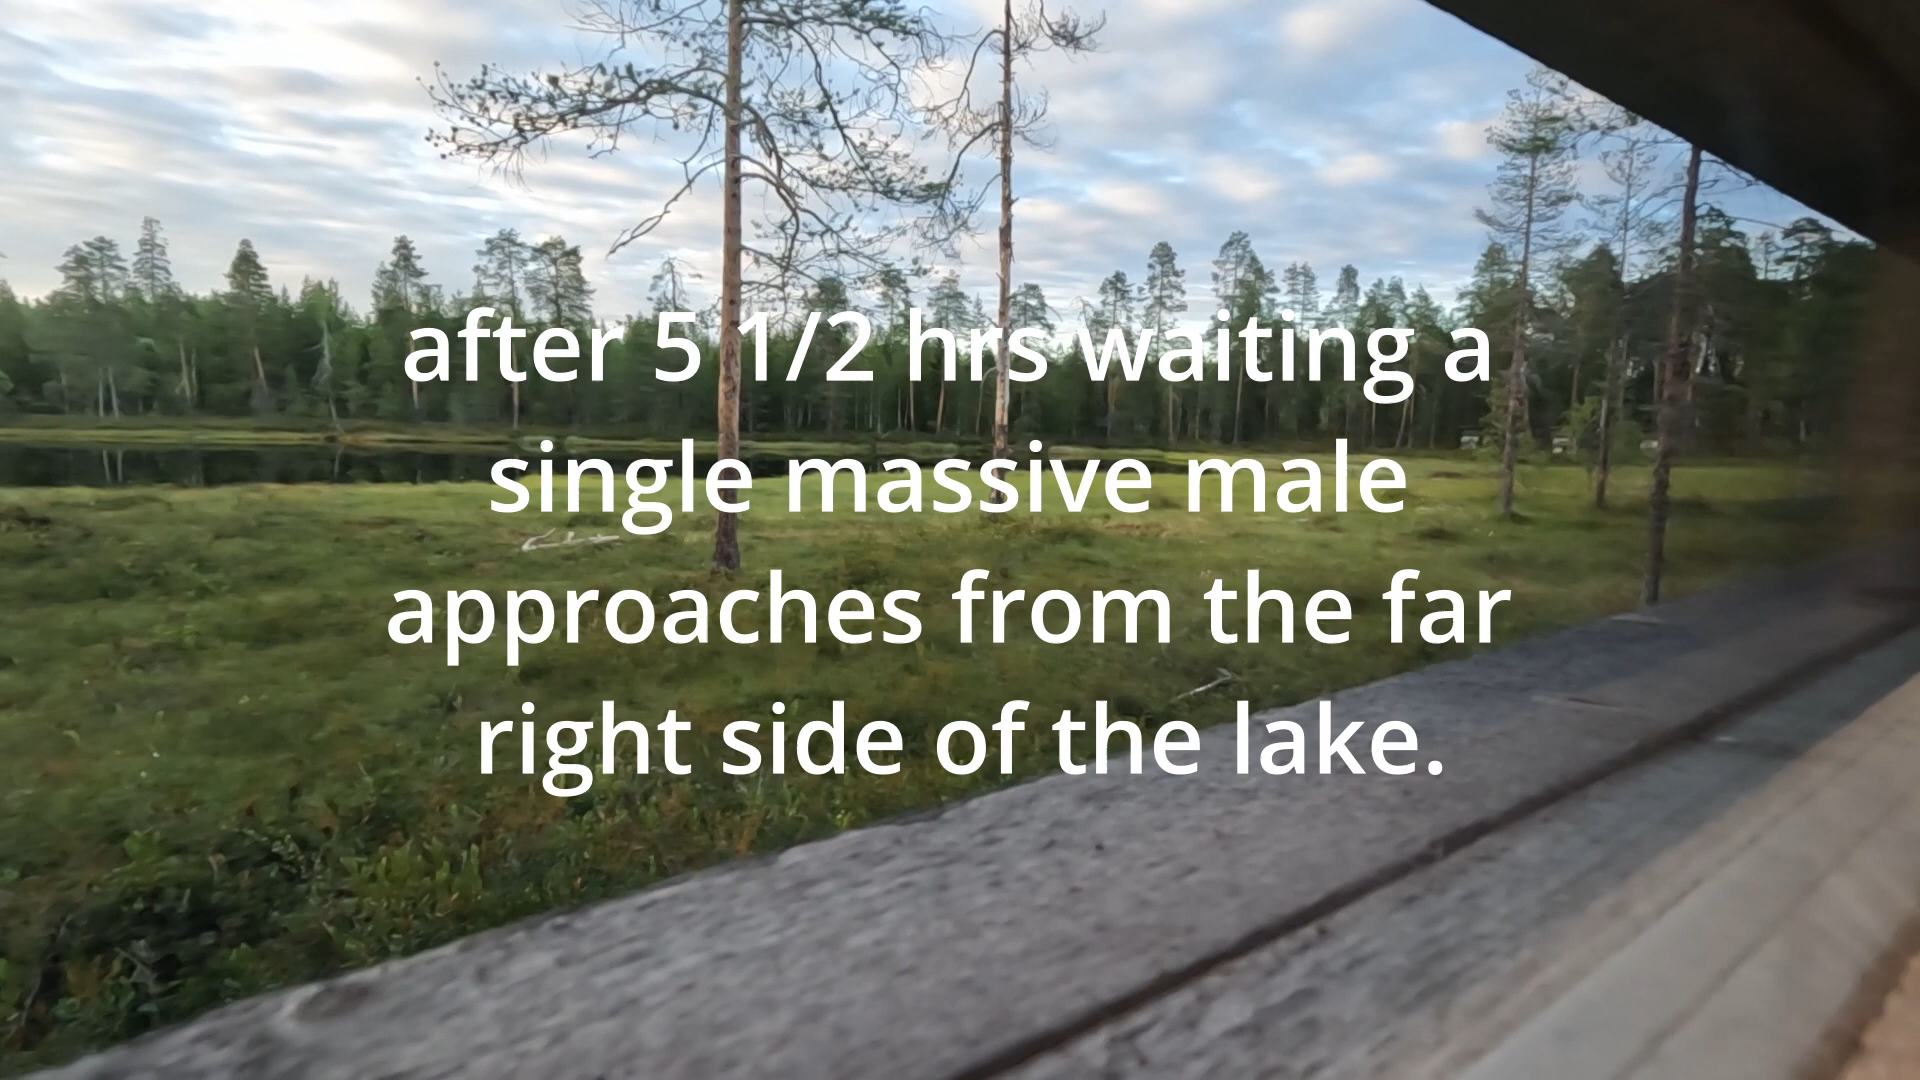 after 5 1/2 hrs waiting a
single massive male
approaches from the far
right side of the lake.